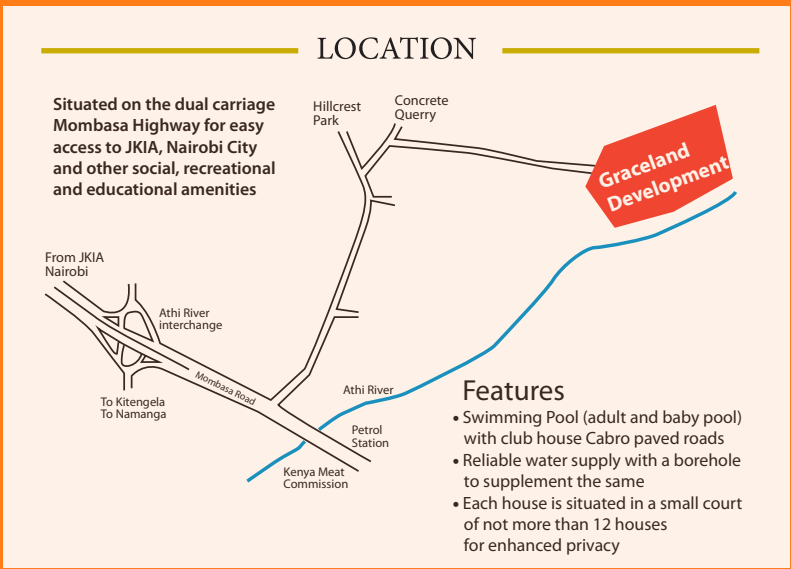 LOCATION
Situated on the dual carriage
Mombasa Highway for easy
access to JKIA, Nairobi City
and other social, recreational
and educational amenities
Hillcrest
Park
Concrete
Querry
Graceland
Development
From JKIA
Nairobi
Athi River
interchange
Mombasa Road
To Kitengela
To Namanga
Athi River
Petrol
Station
Kenya Meat
Commission
Features
• Swimming Pool (adult and baby pool)
with club house Cabro paved roads
• Reliable water supply with a borehole
to supplement the same
• Each house is situated in a small court
of not more than 12 houses
for enhanced privacy